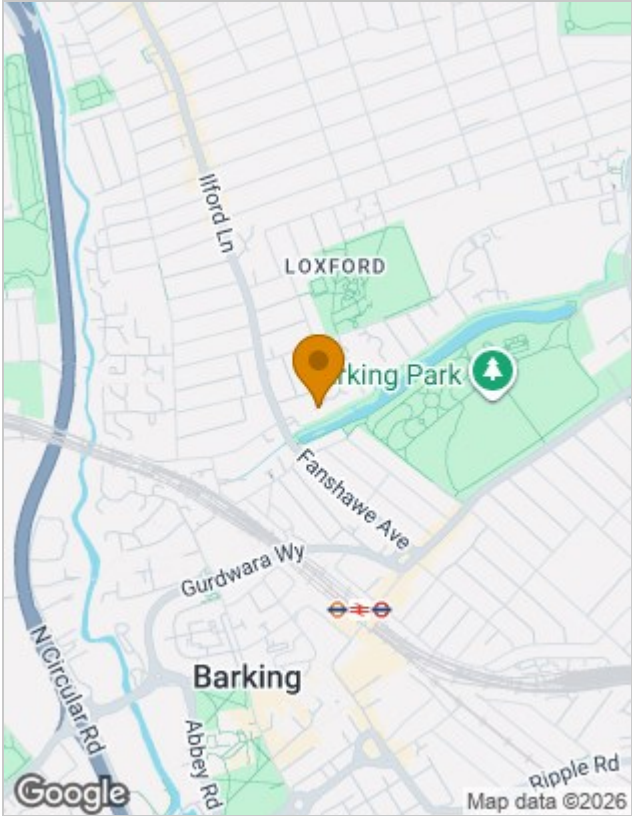 Ilford Ln
LOXFORD
rking Park
Fanshawe Ave
Gurdwara Wy
Barking
N Circular Rd
Abbey Rd
Ripple Rd
Google
Map data ©2026